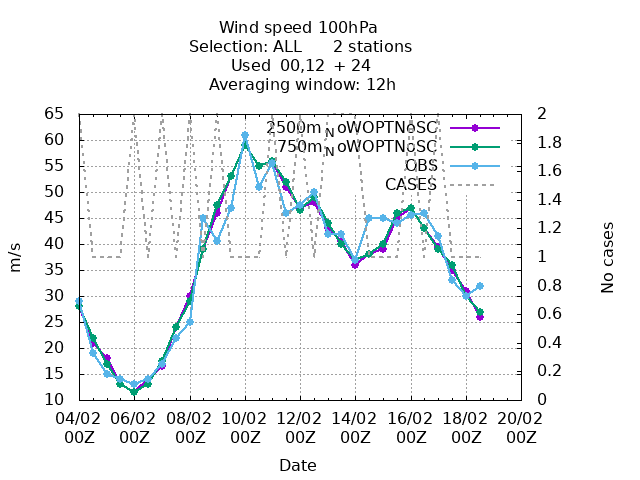 Wind speed 100hPa
Selection: ALL 2 stations
Used 00,12 + 24
Averaging window: 12h
65
60
55
50
45
40
35
30
25
20
15
10
2
1.8
1.6
1.4
1.2
1
0.8
0.6
0.4
0.2
0
2500m_NoWOPTNoSC
750m_NoWOPTNoSC
OBS
CASES
m/s
No cases
04/02 06/02 08/02 10/02 12/02 14/02 16/02 18/02 20/02
00Z 00Z 00Z 00Z 00Z 00Z 00Z 00Z 00Z
Date